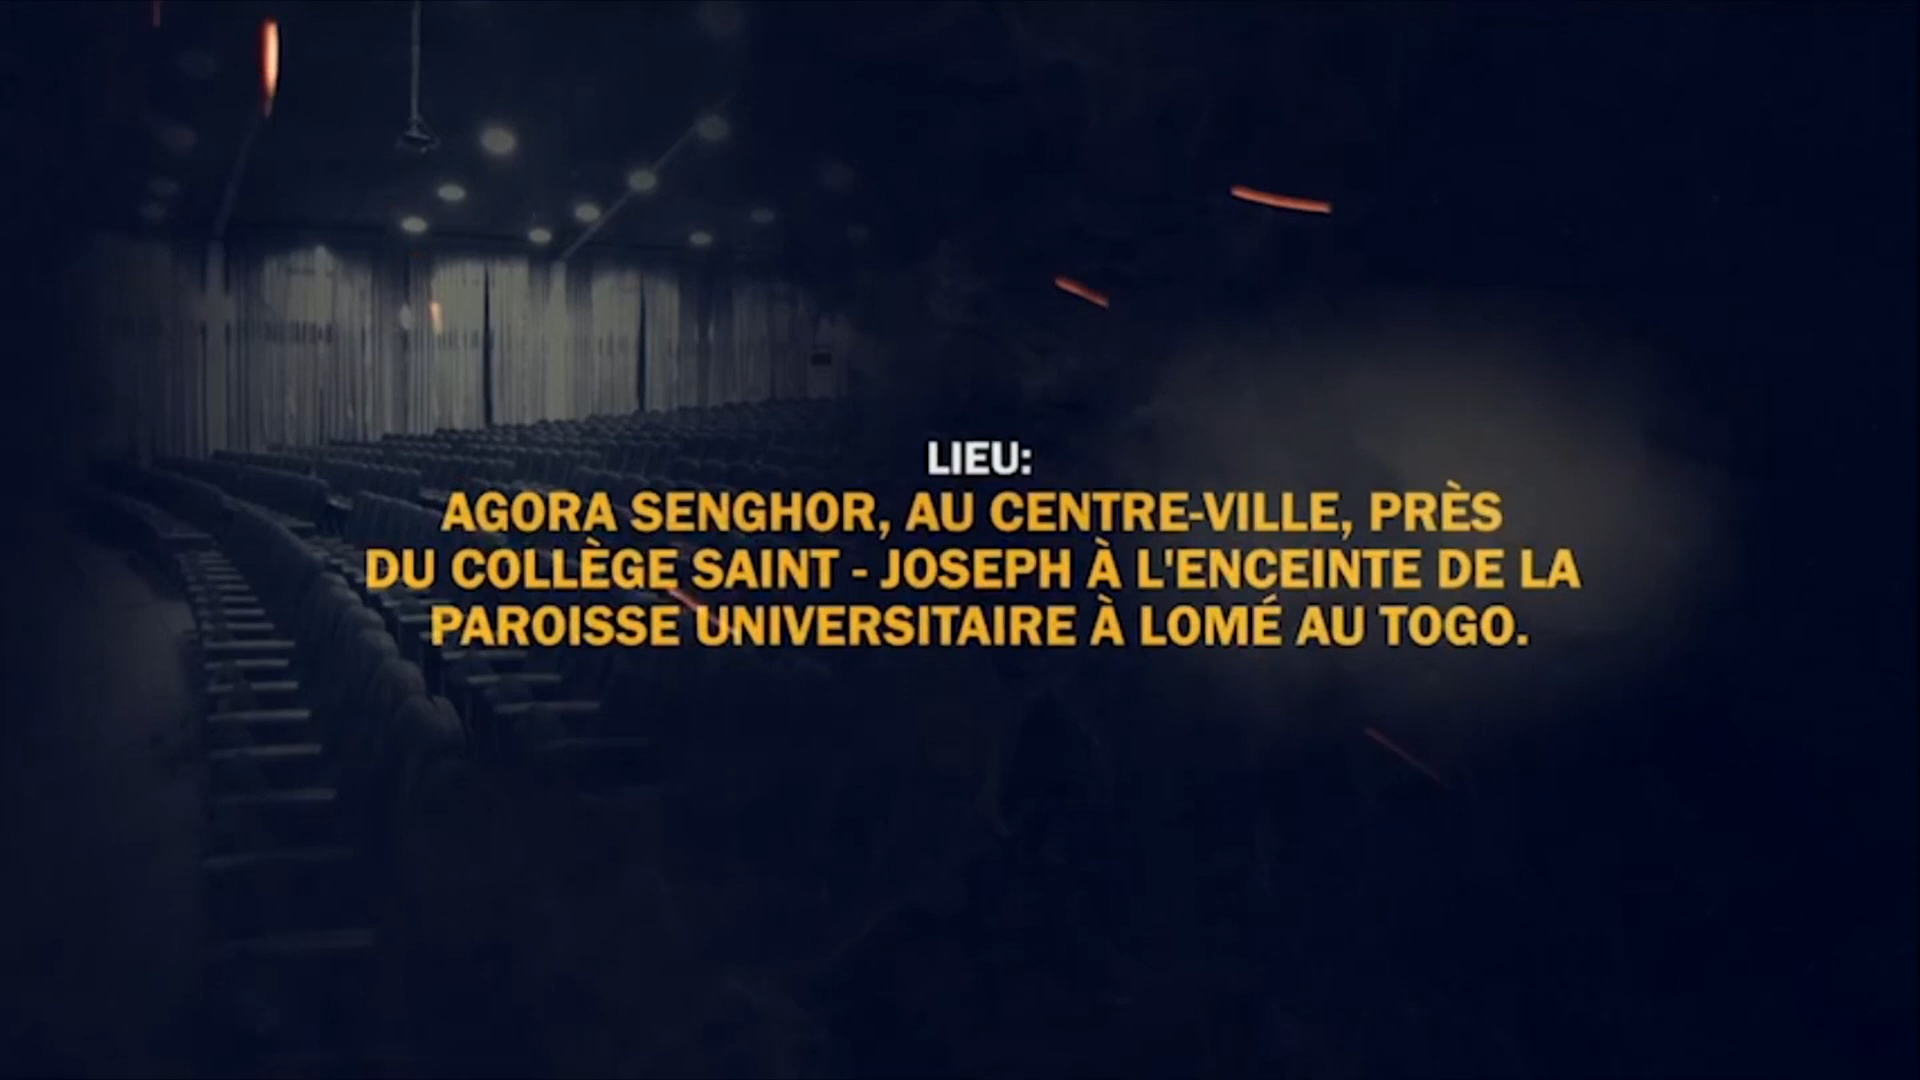 LIEU:
AGORA SENGHOR, AU CENTRE-VILLE, PRÈS
DU COLLÈGE SAINT - JOSEPH À L'ENCEINTE DE LA
PAROISSE UNIVERSITAIRE À LOMÉ AU TOGO.